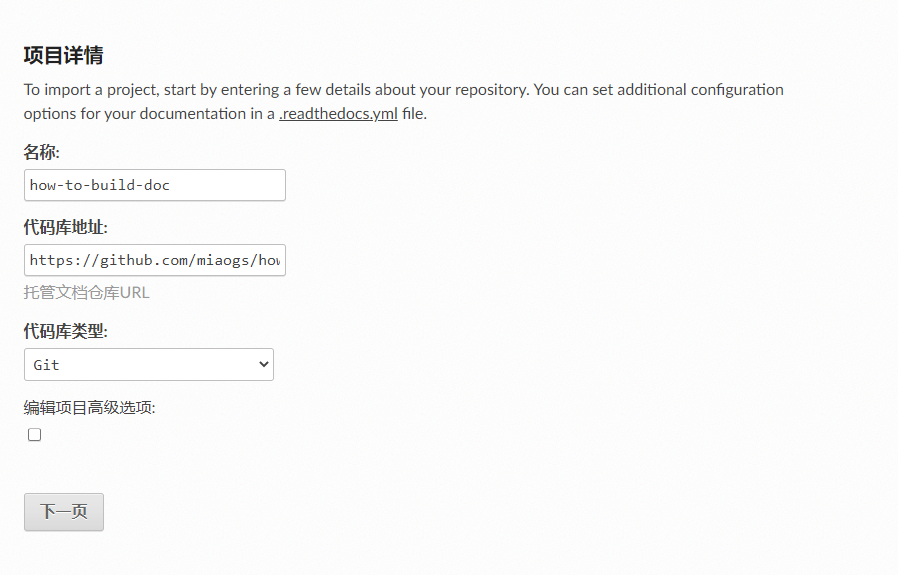 项目详情
To import a project, start by entering a few details about your repository. You can set additional configuration
options for your documentation in a .readthedocs.yml file.
名称:
how-to-build-doc
代码库地址:
https://github.com/miaogs/how
托管文档仓库URL
代码库类型:
Git
编辑项目高级选项:
下一页